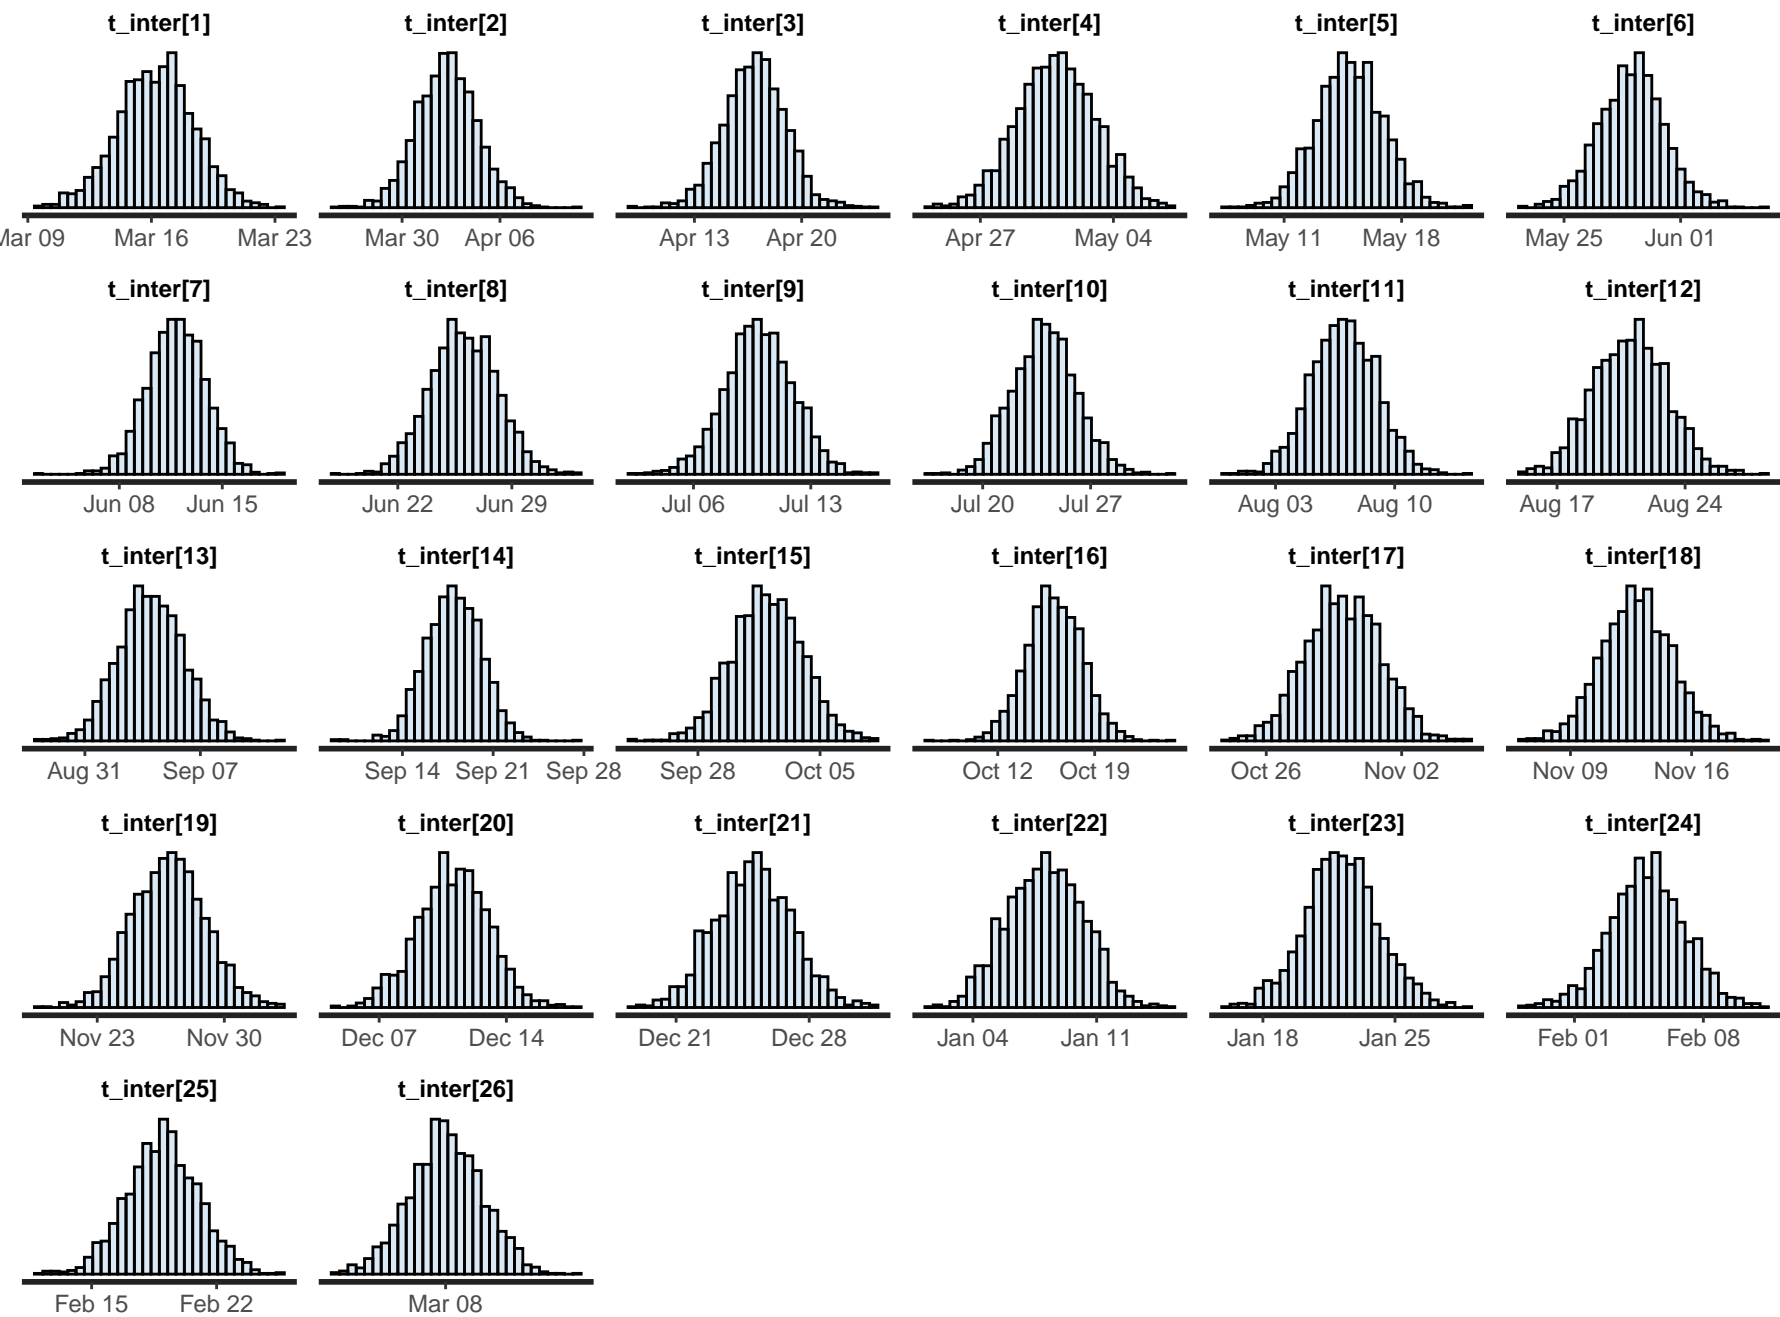 t_inter[1] t_inter[2] t_inter[3] t_inter[4] t_inter[5] t_inter[6]
Mar 09 Mar 16 Mar 23 Mar 30 Apr 06 Apr 13 Apr 20 Apr 27 May 04 May 11 May 18 May 25 Jun 01
t_inter[7] t_inter[8] t_inter[9] t_inter[10] t_inter[11] t_inter[12]
Jun 08 Jun 15 Jun 22 Jun 29 Jul 06 Jul 13 Jul 20 Jul 27 Aug 03 Aug 10 Aug 17 Aug 24
t_inter[13] t_inter[14] t_inter[15] t_inter[16] t_inter[17] t_inter[18]
Aug 31 Sep 07 Sep 14 Sep 21 Sep 28 Sep 28 Oct 05 Oct 12 Oct 19 Oct 26 Nov 02 Nov 09 Nov 16
t_inter[19] t_inter[20] t_inter[21] t_inter[22] t_inter[23] t_inter[24]
Nov 23 Nov 30 Dec 07 Dec 14 Dec 21 Dec 28 Jan 04 Jan 11 Jan 18 Jan 25 Feb 01 Feb 08
t_inter[25] t_inter[26]
Feb 15 Feb 22 Mar 08